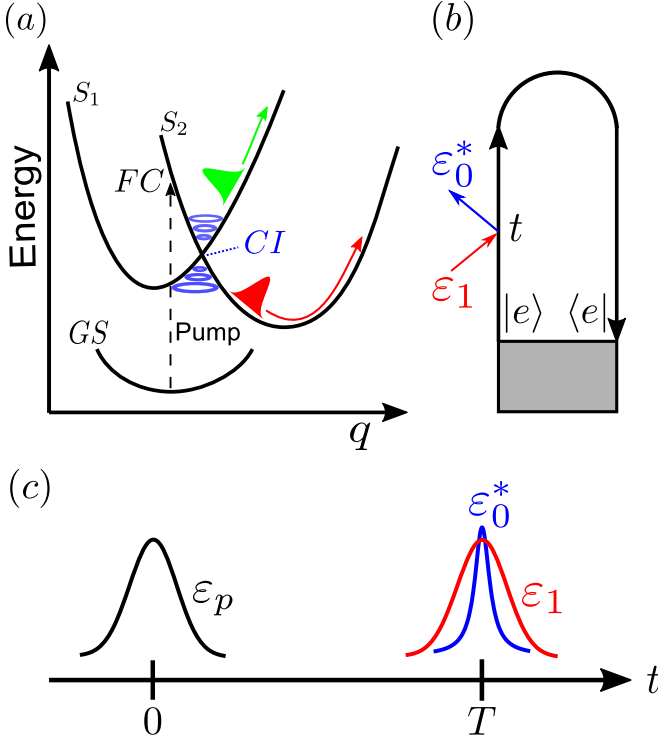 (a)
S₁
S₂
FC
CI
GS
Pump
Energy
q
(b)
ε₀*
t
ε₁
|e⟩ ⟨e|
(c)
ε₀*
εₚ
ε₁
0
T
t